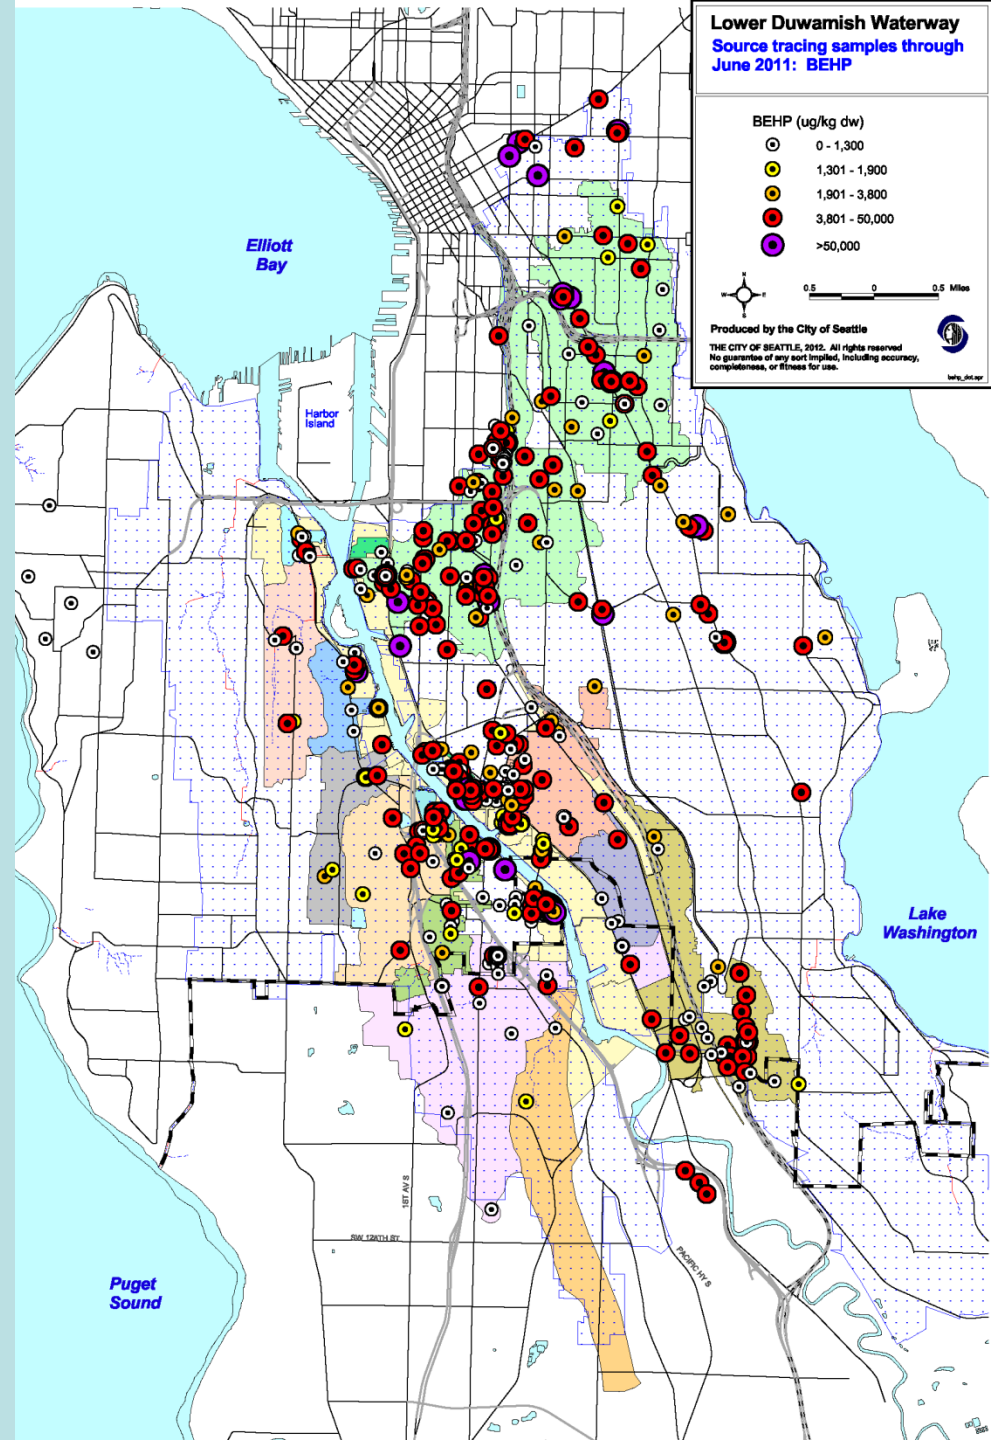 Lower Duwamish Waterway
Source tracing samples through
June 2011: BEHP
BEHP (ug/kg dw)
0 - 1,300
1,301 - 1,900
1,901 - 3,800
3,801 - 50,000
>50,000
N
W
E
S
0.5
0
0.5 Miles
Produced by the City of Seattle
THE CITY OF SEATTLE, 2012. All rights reserved
No guarantee of any sort implied, including accuracy,
completeness, or fitness for use.
behp_dot.apr
Elliott
Bay
Harbor
Island
Lake
Washington
1ST AV S
SW 128TH ST
PACIFIC HY S
Puget
Sound